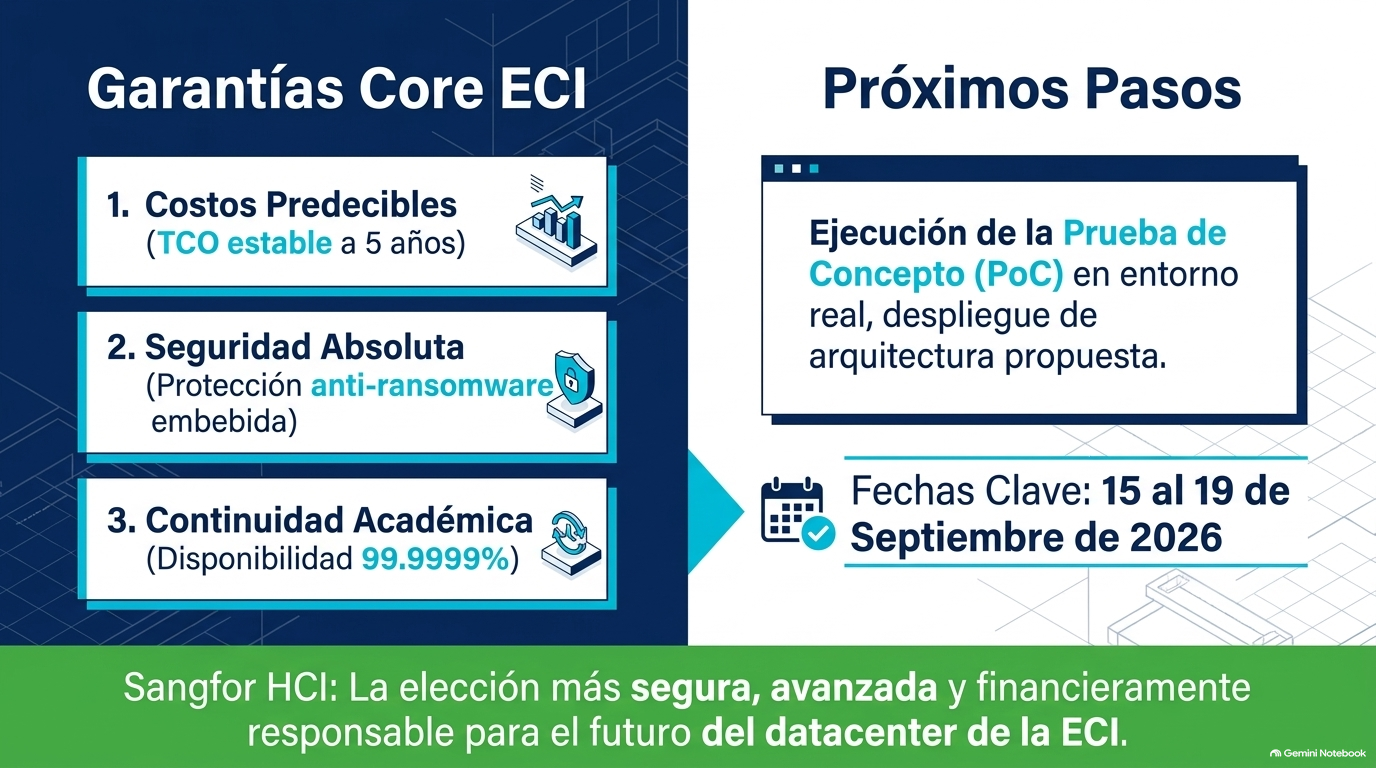 Garantías Core ECI
1. Costos Predecibles
(TCO estable a 5 años)
2. Seguridad Absoluta
(Protección anti-ransomware
embebida)
3. Continuidad Académica
(Disponibilidad 99.9999%)
Próximos Pasos
Ejecución de la Prueba de
Concepto (PoC) en entorno
real, despliegue de
arquitectura propuesta.
Fechas Clave: 15 al 19 de
Septiembre de 2026
Sangfor HCI: La elección más segura, avanzada y financieramente
responsable para el futuro del datacenter de la ECI.
Gemini Notebook